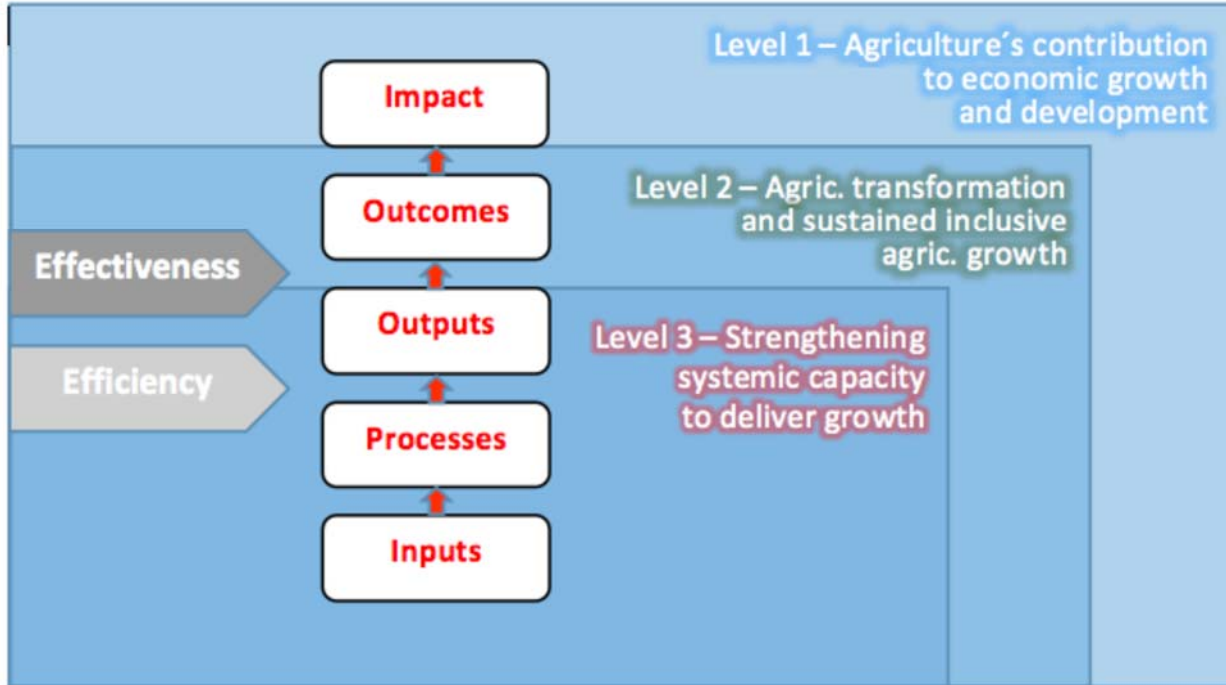 Level 1 – Agriculture´s contribution
to economic growth
and development
Impact
Level 2 – Agric. transformation
and sustained inclusive
agric. growth
Outcomes
Effectiveness
Outputs
Level 3 – Strengthening
systemic capacity
to deliver growth
Efficiency
Processes
Inputs